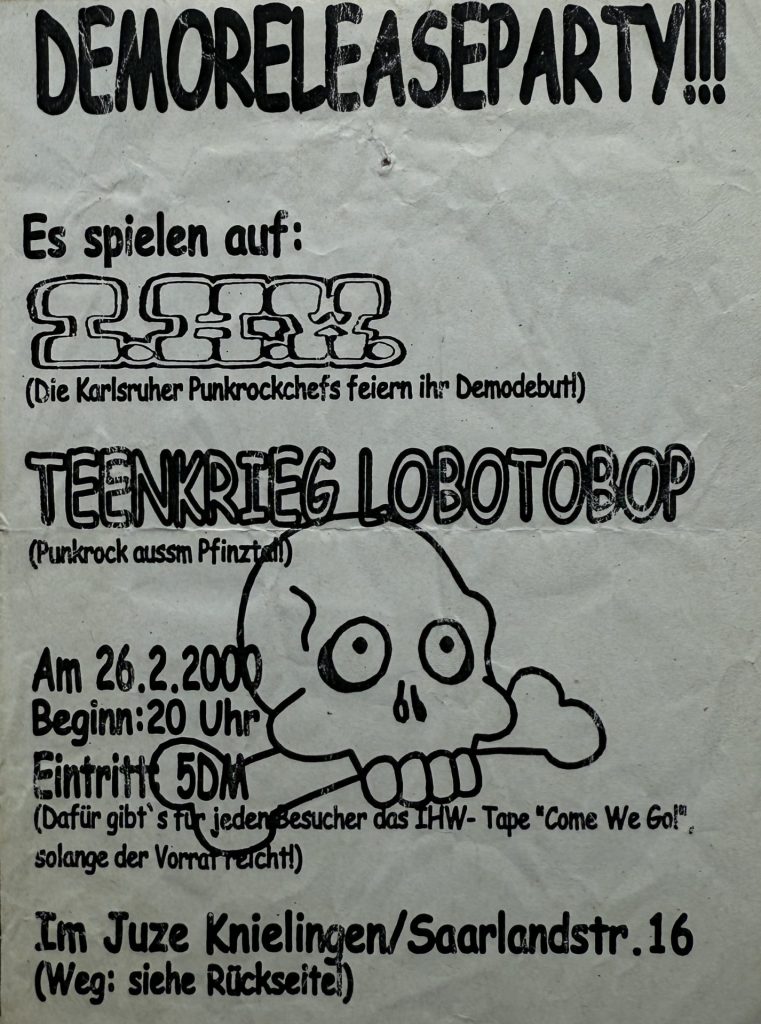 DEMORELEASEPARTY!!!
Es spielen auf:
I.H.W.
(Die Karlsruher Punkrockchefs feiern ihr Demodebut!)
TEENKRIEG LOBOTOBOP
(Punkrock aussm Pfinztal!)
Am 26.2.2000
Beginn:20 Uhr
Eintritt 5DM
(Dafür gibt`s für jeden Besucher das IHW- Tape "Come We Go!",
solange der Vorrat reicht!)
Im Juze Knielingen/Saarlandstr.16
(Weg: siehe Rückseite!)